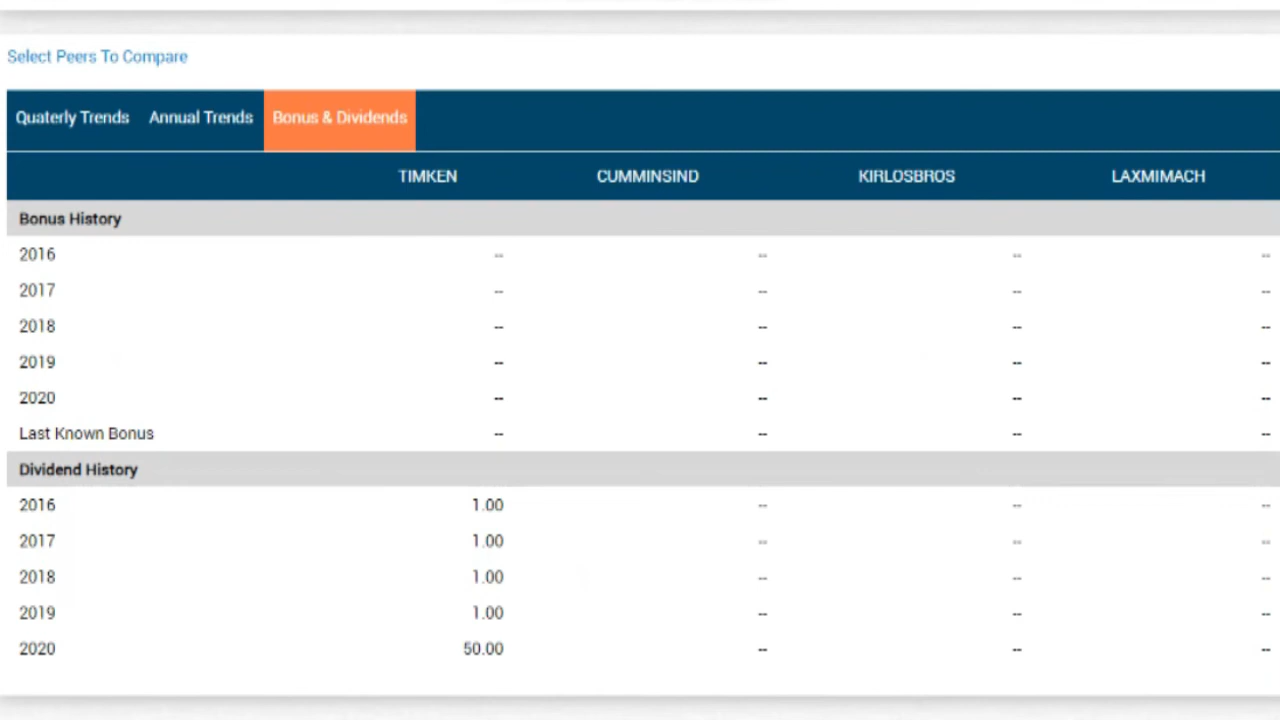 Select Peers To Compare
Quaterly Trends Annual Trends Bonus & Dividends
TIMKEN CUMMINSIND KIRLOSBROS LAXMIMACH
Bonus History
2016 -- -- -- --
2017 -- -- -- --
2018 -- -- -- --
2019 -- -- -- --
2020 -- -- -- --
Last Known Bonus -- -- -- --
Dividend History
2016 1.00 -- -- --
2017 1.00 -- -- --
2018 1.00 -- -- --
2019 1.00 -- -- --
2020 50.00 -- -- --